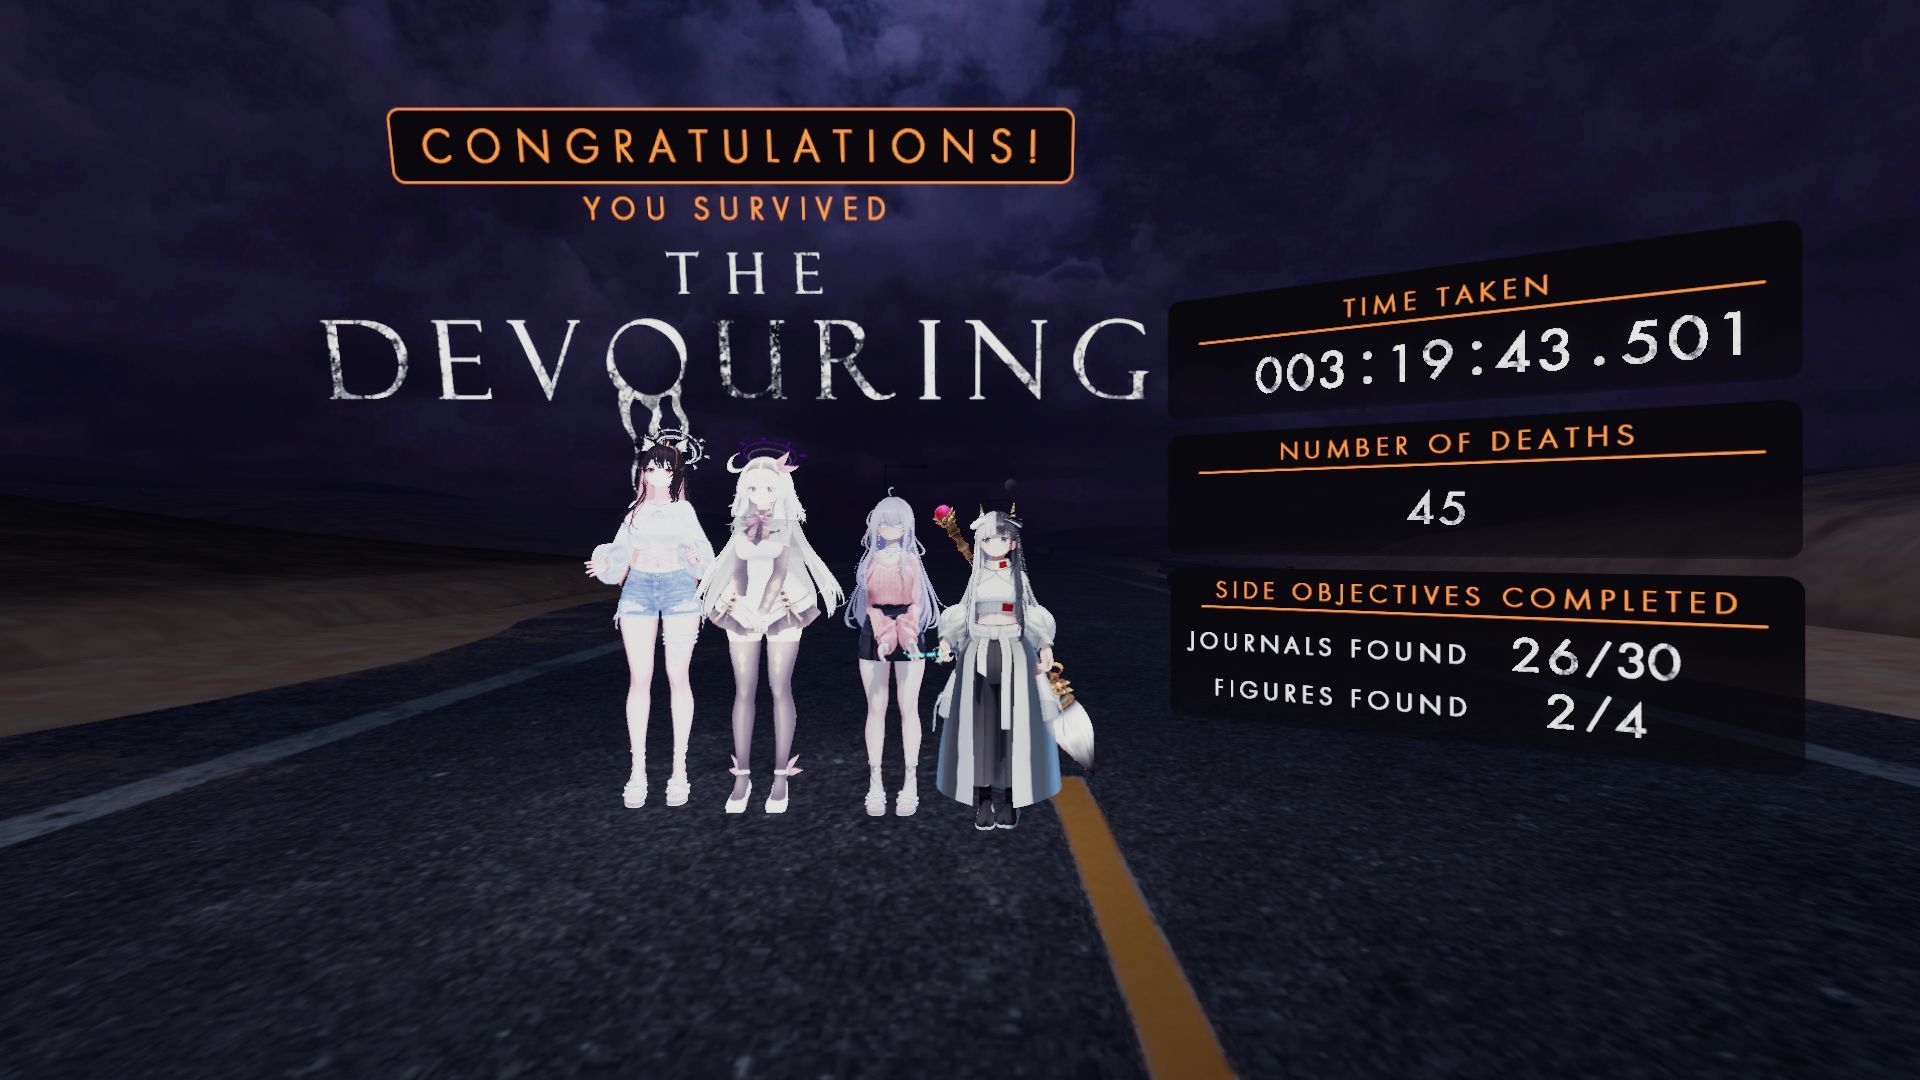 CONGRATULATIONS!
YOU SURVIVED
THE
DEVOURING
TIME TAKEN
003:19:43.501
NUMBER OF DEATHS
45
SIDE OBJECTIVES COMPLETED
JOURNALS FOUND 26/30
FIGURES FOUND 2/4